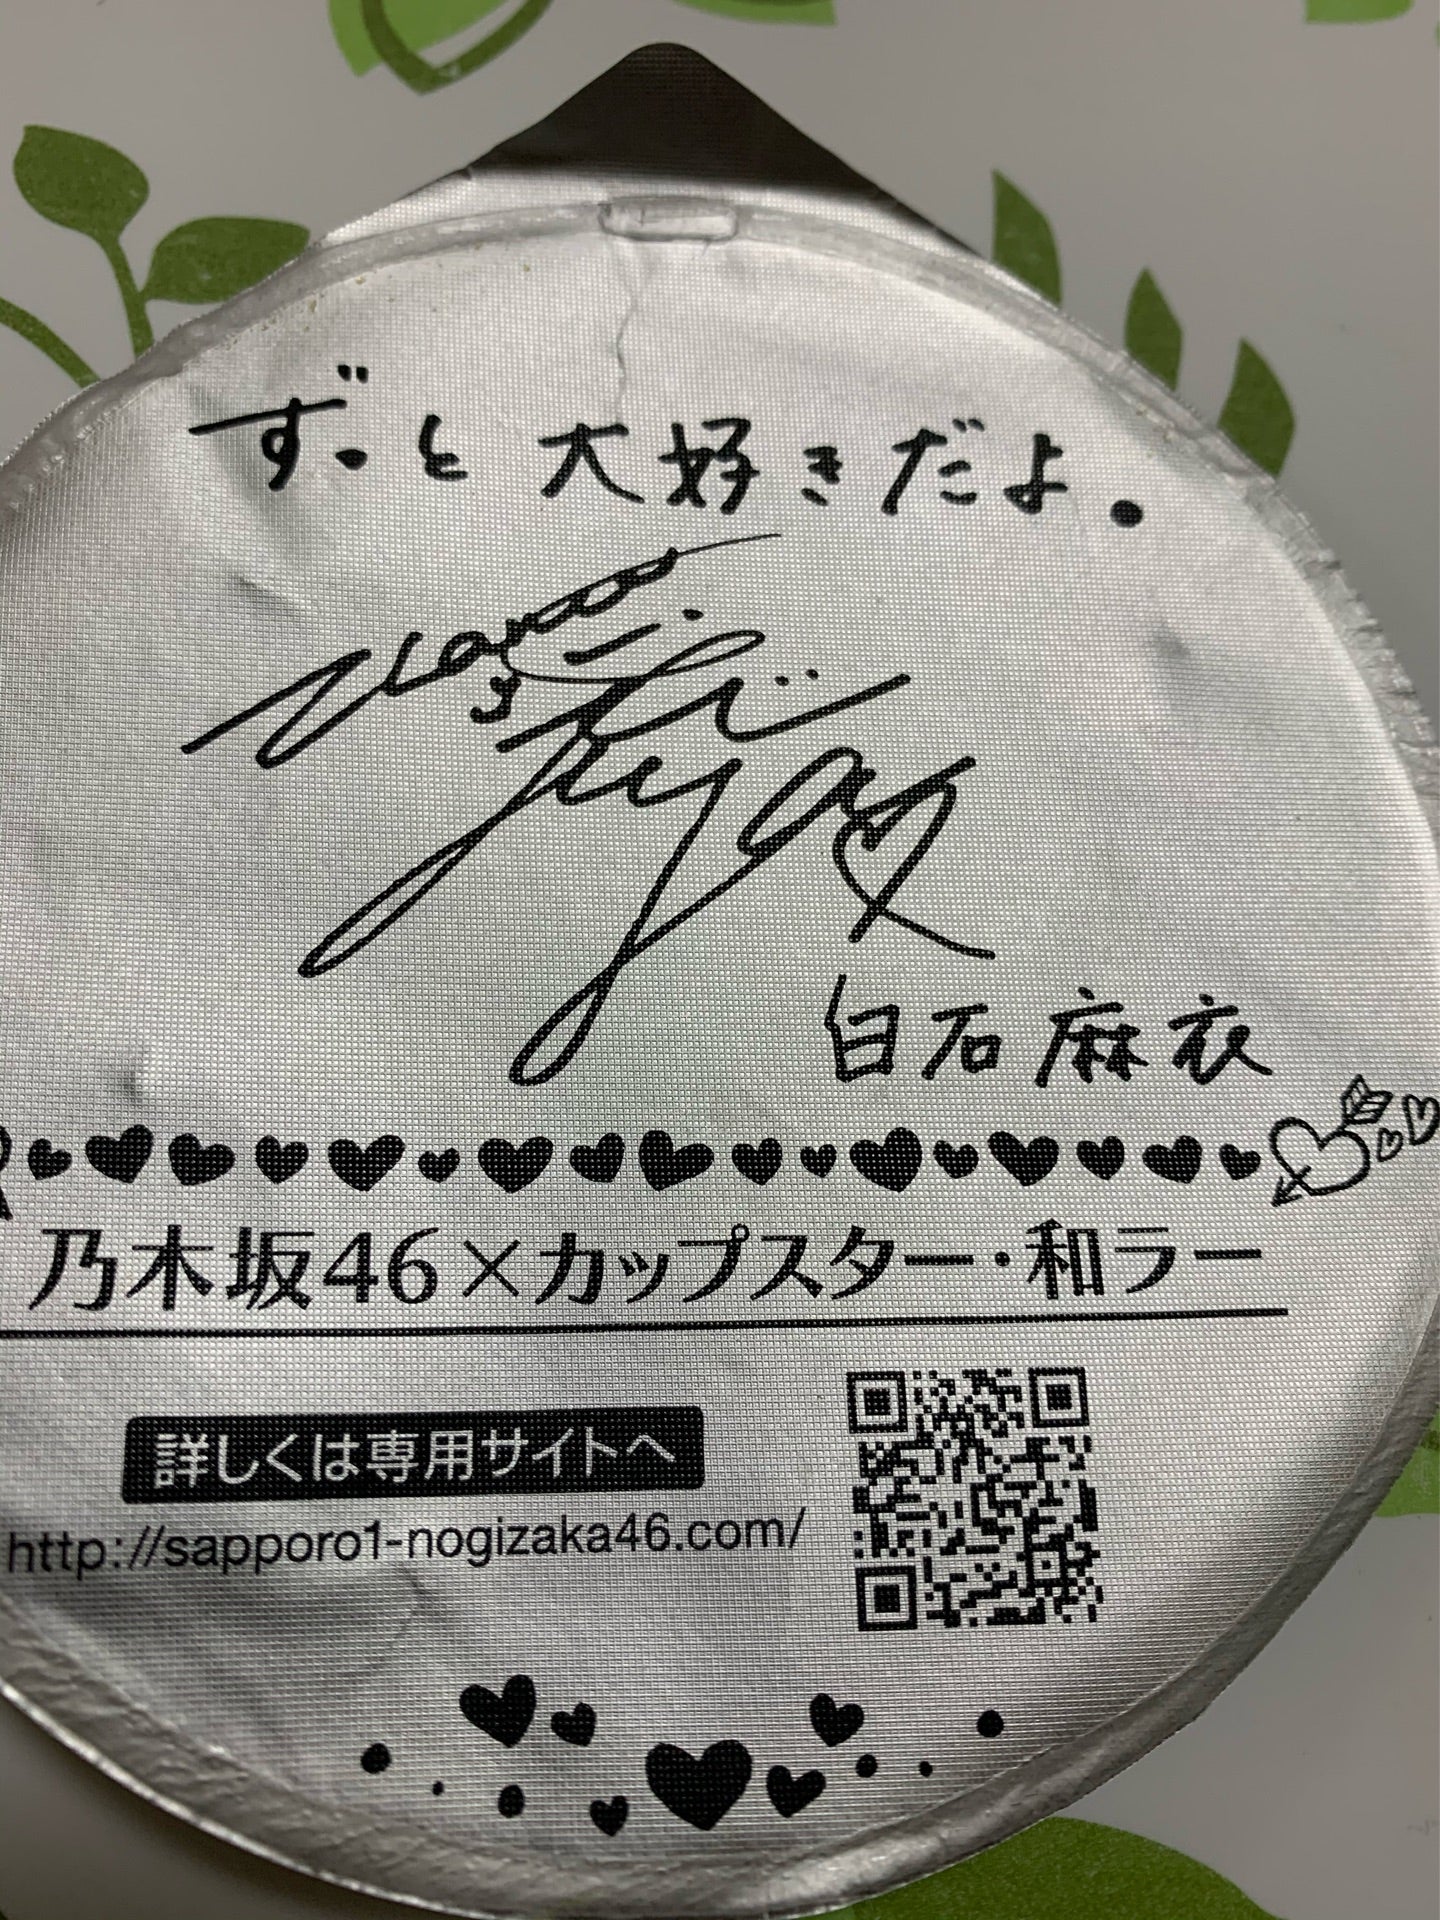 ずっと 大好きだよ.
白石麻衣
乃木坂46×カップスター・和ラー
詳しくは専用サイトへ
http://sapporo1-nogizaka46.com/